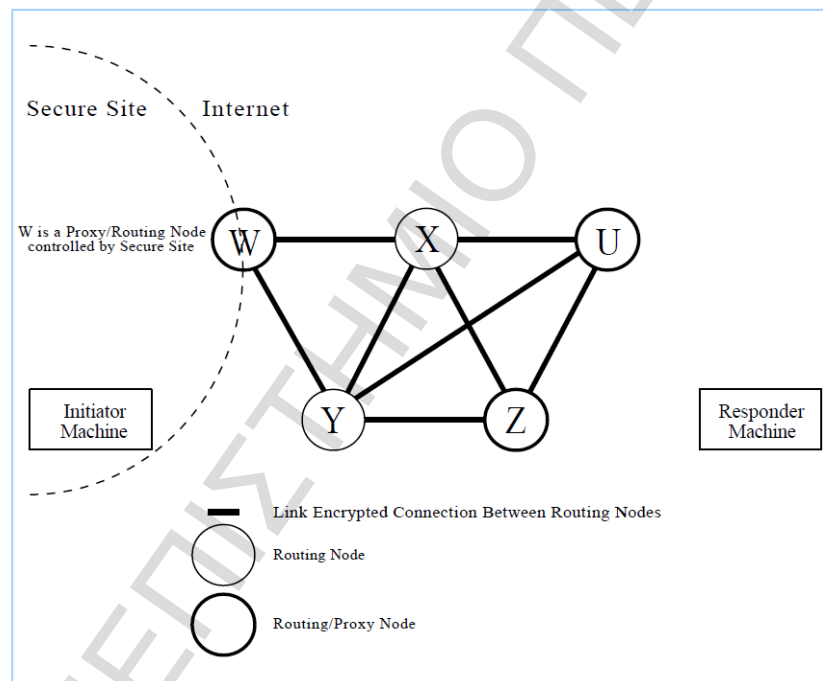 Secure Site
Internet
W is a Proxy/Routing Node
controlled by Secure Site
W
X
U
Y
Z
Initiator
Machine
Responder
Machine
Link Encrypted Connection Between Routing Nodes
Routing Node
Routing/Proxy Node